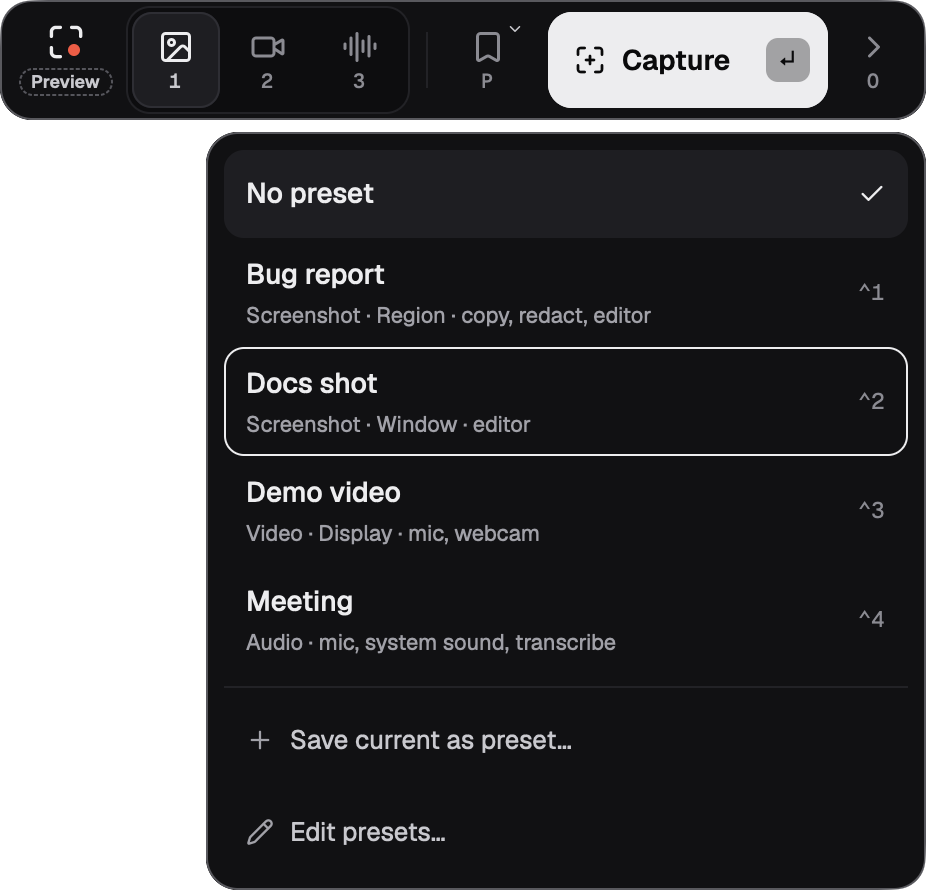 Preview
1
2
3
P
Capture
0
No preset
Bug report
^1
Screenshot · Region · copy, redact, editor
Docs shot
^2
Screenshot · Window · editor
Demo video
^3
Video · Display · mic, webcam
Meeting
^4
Audio · mic, system sound, transcribe
Save current as preset...
Edit presets...